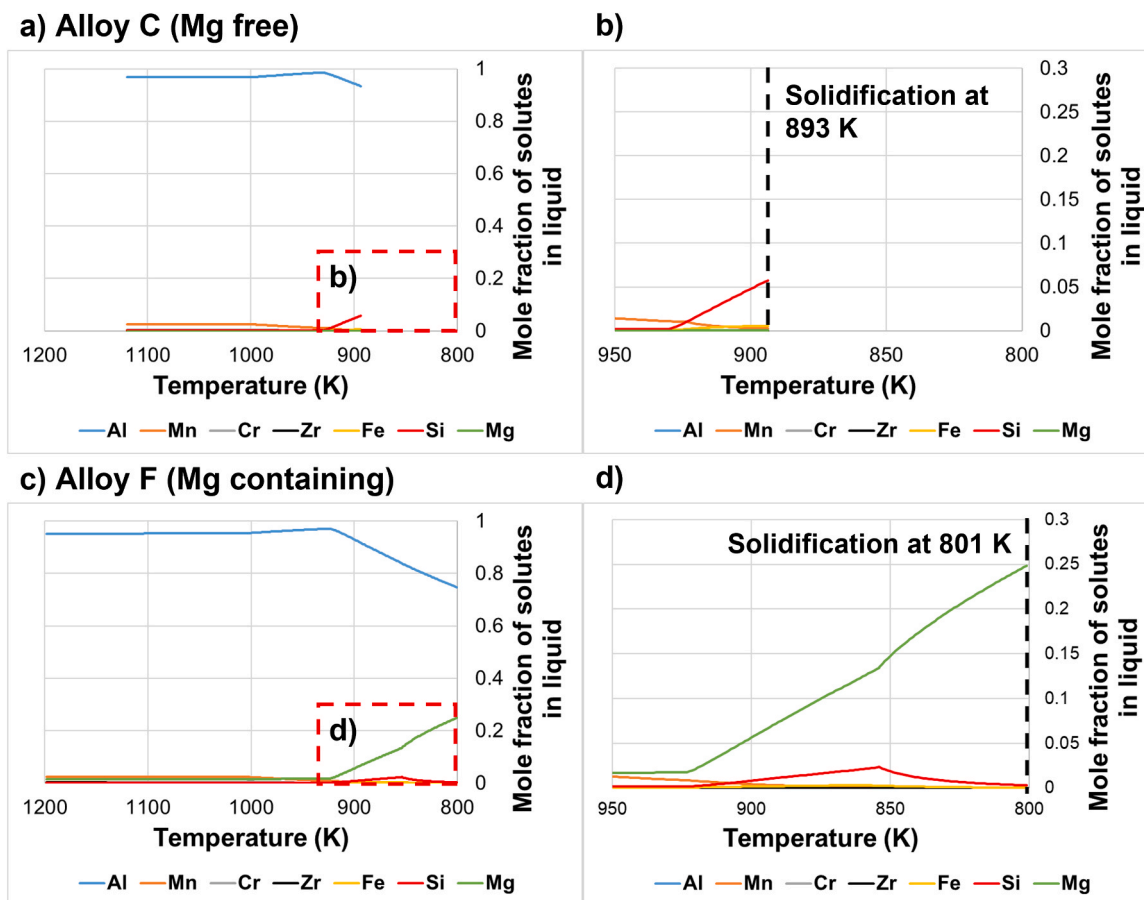 a) Alloy C (Mg free)
1
0.8
0.6
0.4
0.2
0
Mole fraction of solutes
in liquid
b)
1200 1100 1000 900 800
Temperature (K)
Al Mn Cr Zr Fe Si Mg
b)
Solidification at
893 K
0.3
0.25
0.2
0.15
0.1
0.05
0
Mole fraction of solutes
in liquid
950 900 850 800
Temperature (K)
Al Mn Cr Zr Fe Si Mg
c) Alloy F (Mg containing)
1
0.8
0.6
0.4
0.2
0
Mole fraction of solutes
in liquid
d)
1200 1100 1000 900 800
Temperature (K)
Al Mn Cr Zr Fe Si Mg
d)
Solidification at 801 K
0.3
0.25
0.2
0.15
0.1
0.05
0
Mole fraction of solutes
in liquid
950 900 850 800
Temperature (K)
Al Mn Cr Zr Fe Si Mg